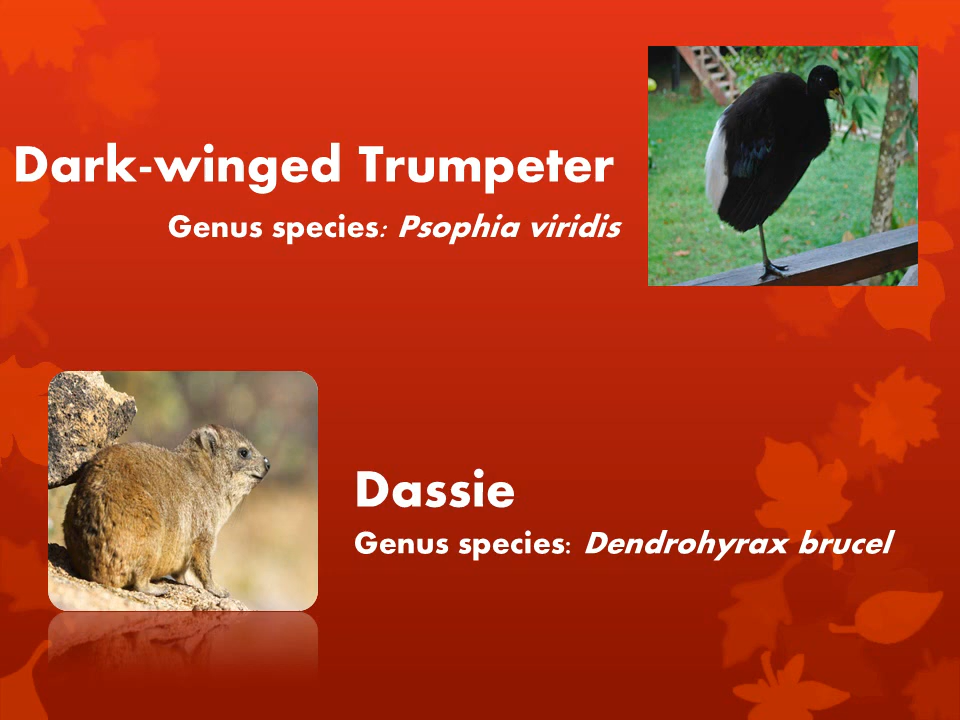 Dark-winged Trumpeter
Genus species: Psophia viridis
Dassie
Genus species: Dendrohyrax brucel